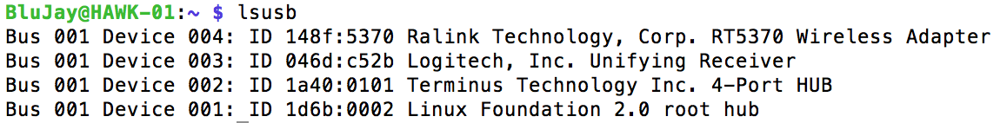 BluJay@HAWK-01:~ $ lsusb
Bus 001 Device 004: ID 148f:5370 Ralink Technology, Corp. RT5370 Wireless Adapter
Bus 001 Device 003: ID 046d:c52b Logitech, Inc. Unifying Receiver
Bus 001 Device 002: ID 1a40:0101 Terminus Technology Inc. 4-Port HUB
Bus 001 Device 001:_ID 1d6b:0002 Linux Foundation 2.0 root hub